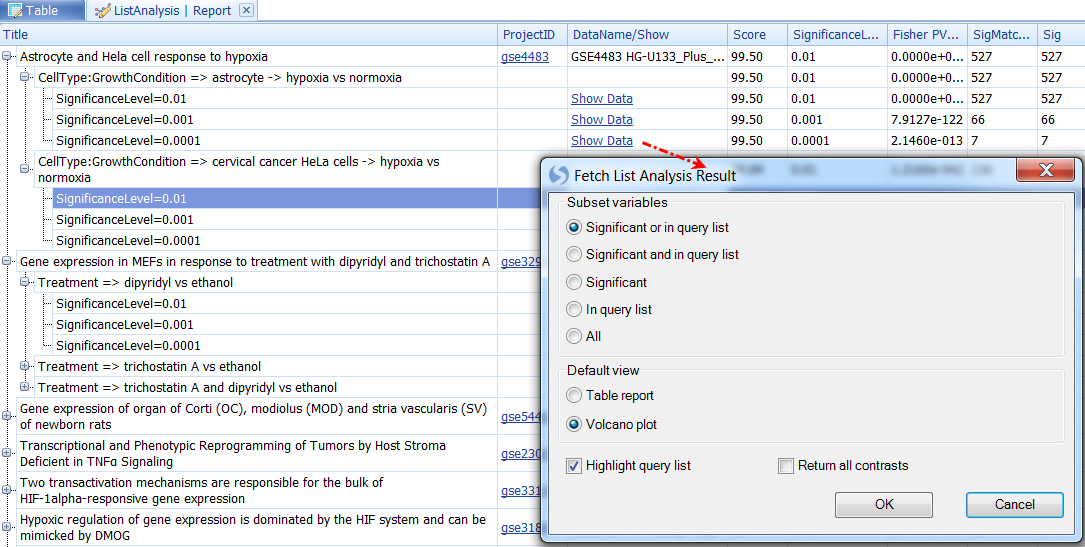 Table
ListAnalysis | Report
Title ProjectID DataName/Show Score SignificanceL... Fisher PV... SigMatc... Sig
Astrocyte and Hela cell response to hypoxia gse4483 GSE4483 HG-U133_Plus_... 99.50 0.01 0.0000e+0... 527 527
CellType:GrowthCondition => astrocyte -> hypoxia vs normoxia 99.50 0.01 0.0000e+0... 527 527
SignificanceLevel=0.01 Show Data 99.50 0.01 0.0000e+0... 527 527
SignificanceLevel=0.001 Show Data 99.50 0.001 7.9127e-122 66 66
SignificanceLevel=0.0001 Show Data 99.50 0.0001 2.1460e-013 7 7
CellType:GrowthCondition => cervical cancer HeLa cells -> hypoxia vs
normoxia
SignificanceLevel=0.01
SignificanceLevel=0.001
SignificanceLevel=0.0001
Gene expression in MEFs in response to treatment with dipyridyl and trichostatin A gse329
Treatment => dipyridyl vs ethanol
SignificanceLevel=0.01
SignificanceLevel=0.001
SignificanceLevel=0.0001
Treatment => trichostatin A vs ethanol
Treatment => trichostatin A and dipyridyl vs ethanol
Gene expression of organ of Corti (OC), modiolus (MOD) and stria vascularis (SV)
of newborn rats gse544
Transcriptional and Phenotypic Reprogramming of Tumors by Host Stroma
Deficient in TNFα Signaling gse230
Two transactivation mechanisms are responsible for the bulk of
HIF-1alpha-responsive gene expression gse331
Hypoxic regulation of gene expression is dominated by the HIF system and can be
mimicked by DMOG gse318
Fetch List Analysis Result
Subset variables
Significant or in query list
Significant and in query list
Significant
In query list
All
Default view
Table report
Volcano plot
Highlight query list Return all contrasts
OK Cancel